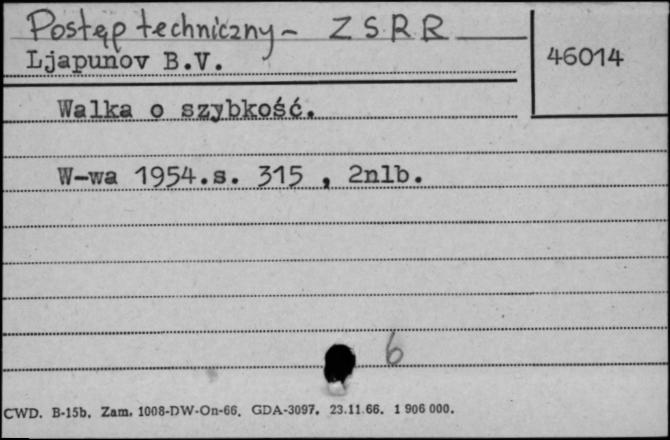 Postęp techniczny - ZSRR
Ljapunov B.V.
46014
Walka o szybkość.
W-wa 1954.s. 315 , 2nlb.
6
CWD. B-15b. Zam. 1008-DW-On-66. GDA-3097. 23.11.66. 1 906 000.